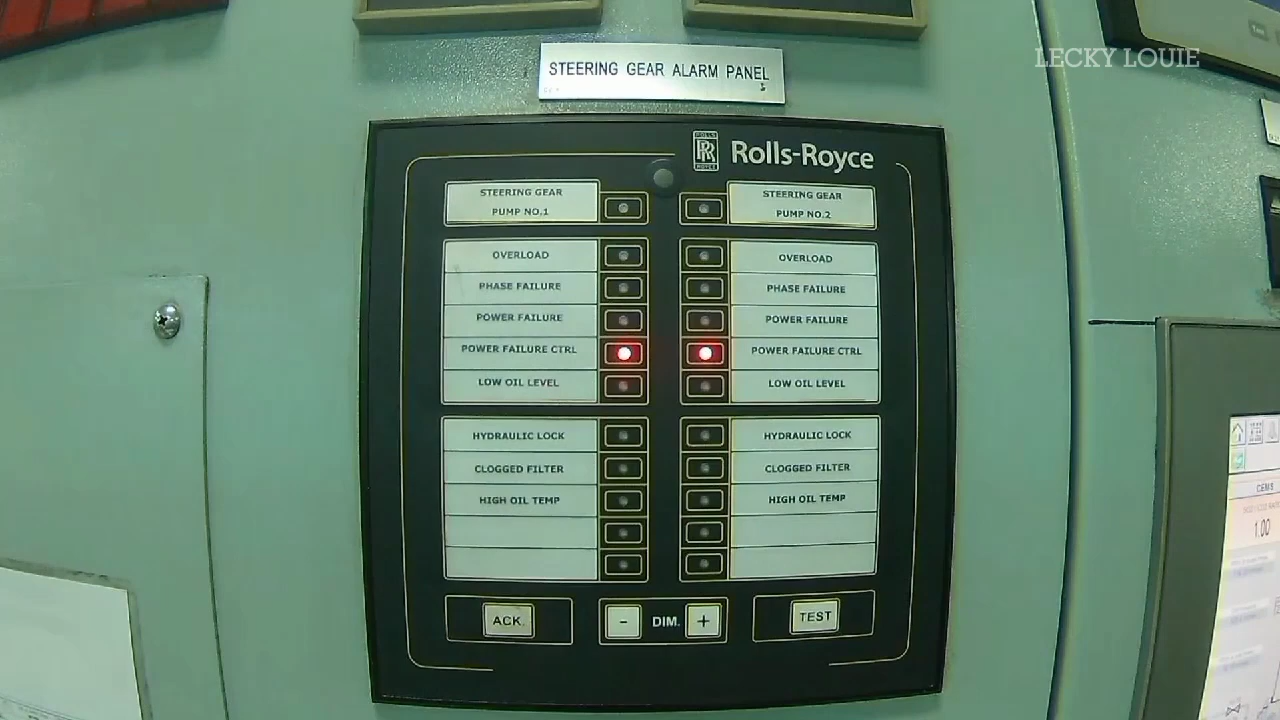 LECKY LOUIE
STEERING GEAR ALARM PANEL
Rolls-Royce
STEERING GEAR
PUMP NO.1
OVERLOAD
PHASE FAILURE
POWER FAILURE
POWER FAILURE CTRL
LOW OIL LEVEL
HYDRAULIC LOCK
CLOGGED FILTER
HIGH OIL TEMP
STEERING GEAR
PUMP NO.2
OVERLOAD
PHASE FAILURE
POWER FAILURE
POWER FAILURE CTRL
LOW OIL LEVEL
HYDRAULIC LOCK
CLOGGED FILTER
HIGH OIL TEMP
ACK.
- DIM. +
TEST
CEMS
1.00